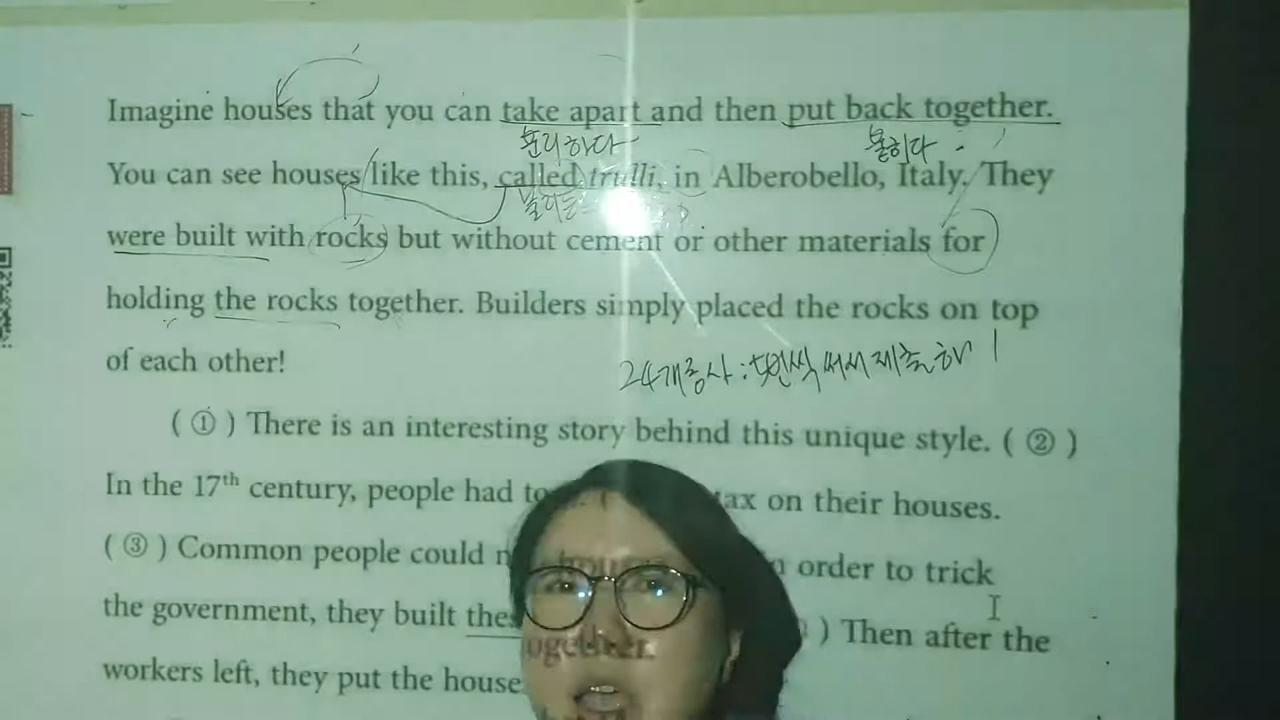 Imagine houses that you can take apart and then put back together.
분리하다
You can see houses like this, called trulli, in Alberobello, Italy. They
불리는
were built with rocks but without cement or other materials for
holding the rocks together. Builders simply placed the rocks on top
of each other!
( ① ) There is an interesting story behind this unique style. ( ② )
In the 17th century, people had to tax on their houses.
( ③ ) Common people could order to trick
the government, they built ) Then after the
together.
workers left, they put the house